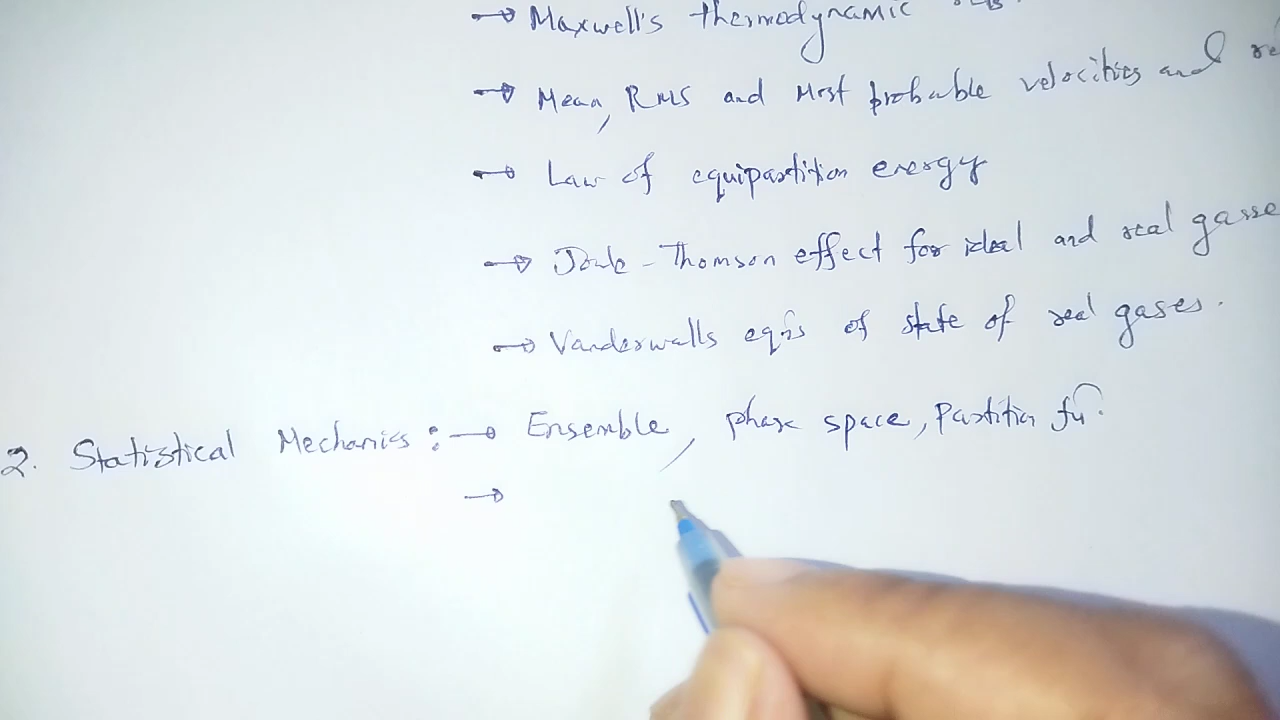 → Maxwell's thermodynamic
→ Mean, RMS and Most probable velocities and
→ Law of equipartition energy
→ Joule - Thomson effect for ideal and real gasse
→ Vanderwalls eqns of state of real gases.
2. Statistical Mechanics : → Ensemble, phase space, Partition fn.
→